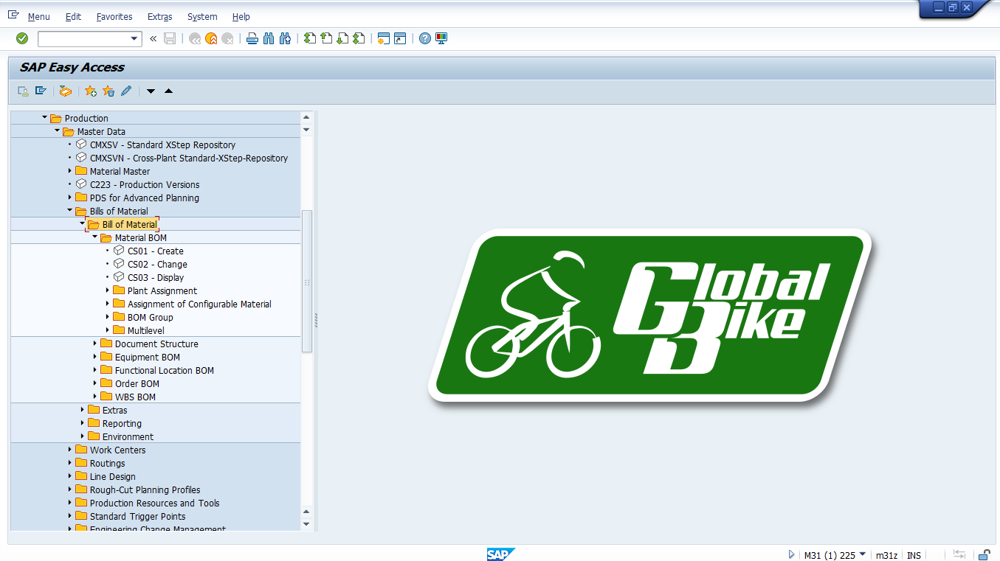 Menu Edit Favorites Extras System Help
SAP Easy Access
Production
Master Data
CMXSV - Standard XStep Repository
CMXSVN - Cross-Plant Standard-XStep-Repository
Material Master
C223 - Production Versions
PDS for Advanced Planning
Bills of Material
Bill of Material
Material BOM
CS01 - Create
CS02 - Change
CS03 - Display
Plant Assignment
Assignment of Configurable Material
BOM Group
Multilevel
Document Structure
Equipment BOM
Functional Location BOM
Order BOM
WBS BOM
Extras
Reporting
Environment
Work Centers
Routings
Line Design
Rough-Cut Planning Profiles
Production Resources and Tools
Standard Trigger Points
Engineering Change Management
Global
Bike
SAP
M31 (1) 225 m31z INS